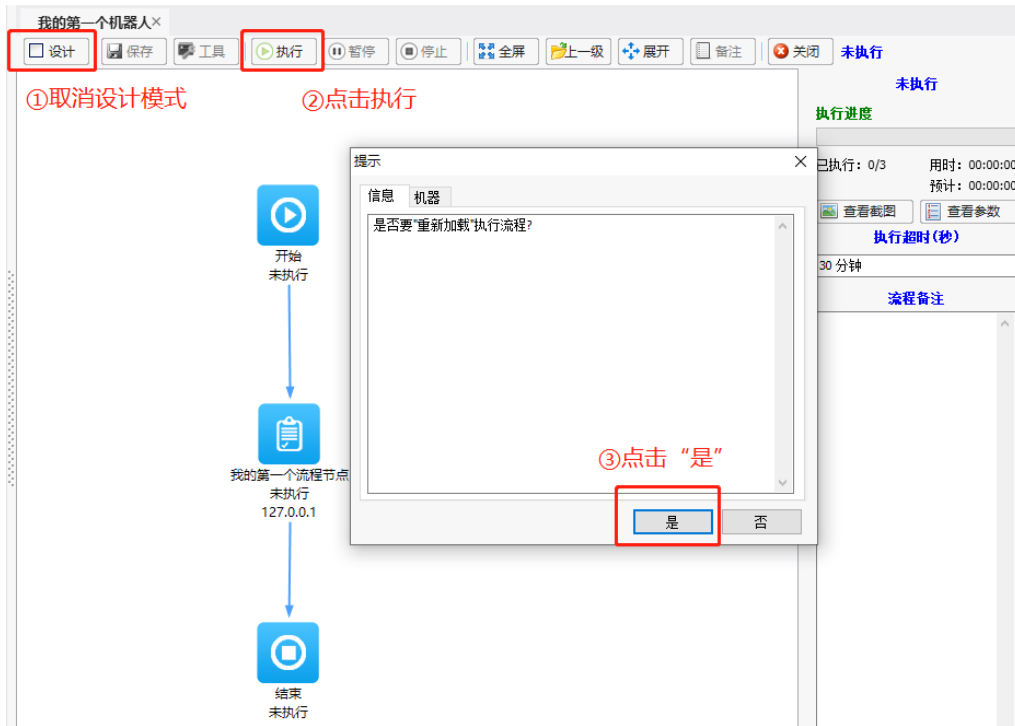 我的第一个机器人×
设计 保存 工具 执行 暂停 停止 全屏 上一级 展开 备注 关闭 未执行
①取消设计模式 ②点击执行
未执行
执行进度
已执行：0/3 用时：00:00:00
预计：00:00:00
查看截图 查看参数
执行超时(秒)
30 分钟
流程备注
提示
信息 机器
是否要"重新加载"执行流程?
③点击“是”
是 否
开始
未执行
我的第一个流程节点
未执行
127.0.0.1
结束
未执行